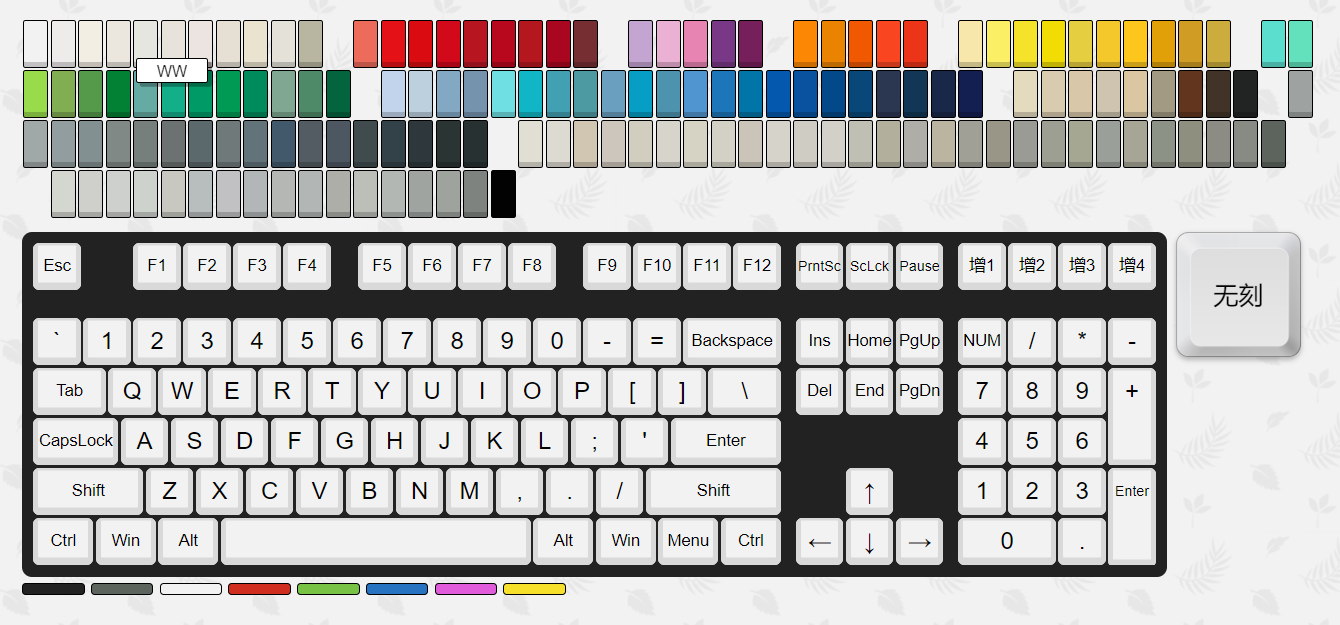 WW
Esc F1 F2 F3 F4 F5 F6 F7 F8 F9 F10 F11 F12 PrntSc ScLck Pause 增1 增2 增3 增4
无刻
` 1 2 3 4 5 6 7 8 9 0 - = Backspace Ins Home PgUp NUM / * -
Tab Q W E R T Y U I O P [ ] \ Del End PgDn 7 8 9 +
CapsLock A S D F G H J K L ; ' Enter 4 5 6
Shift Z X C V B N M , . / Shift ↑ 1 2 3 Enter
Ctrl Win Alt Alt Win Menu Ctrl ← ↓ → 0 .